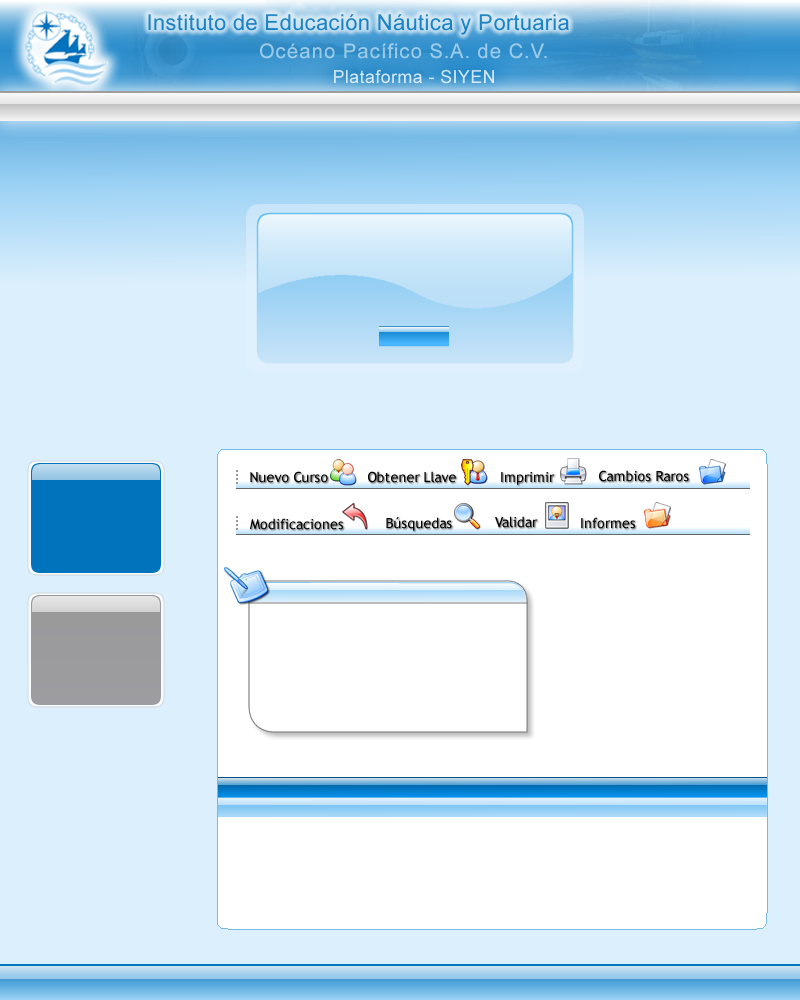 Instituto de Educación Náutica y Portuaria
Océano Pacífico S.A. de C.V.
Plataforma - SIYEN
Nuevo Curso Obtener Llave Imprimir Cambios Raros
Modificaciones Búsquedas Validar Informes